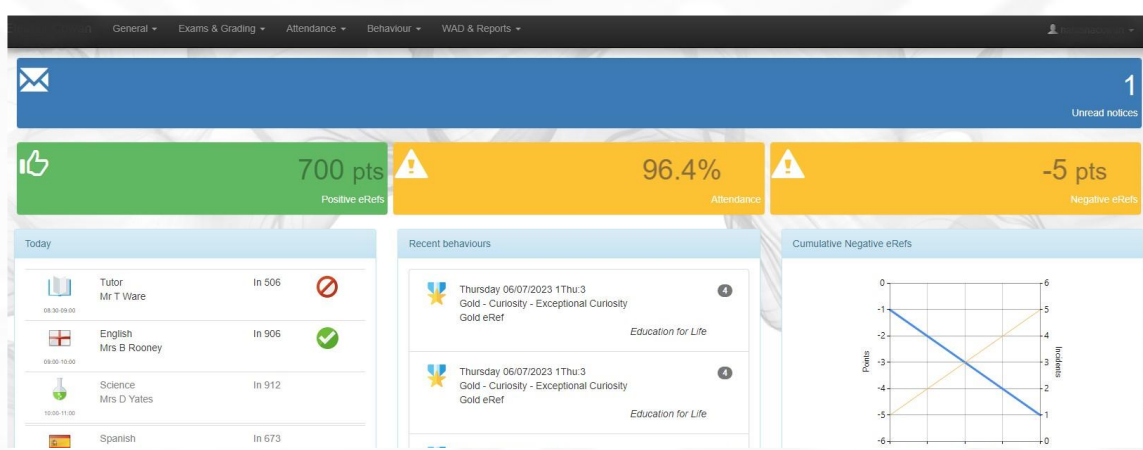 General Exams & Grading Attendance Behaviour WAD & Reports
1
Unread notices
700 pts
Positive eRefs
96.4%
Attendance
-5 pts
Negative eRefs
Today
Tutor In 506
Mr T Ware
08:30-09:00
English In 906
Mrs B Rooney
09:00-10:00
Science In 912
Mrs D Yates
10:00-11:00
Spanish In 673
Recent behaviours
Thursday 06/07/2023 1Thu:3 4
Gold - Curiosity - Exceptional Curiosity
Gold eRef
Education for Life
Thursday 06/07/2023 1Thu:3 4
Gold - Curiosity - Exceptional Curiosity
Gold eRef
Education for Life
Cumulative Negative eRefs
0 6
-1 5
-2 4
-3 3
-4 2
-5 1
-6 0
Points
Incidents